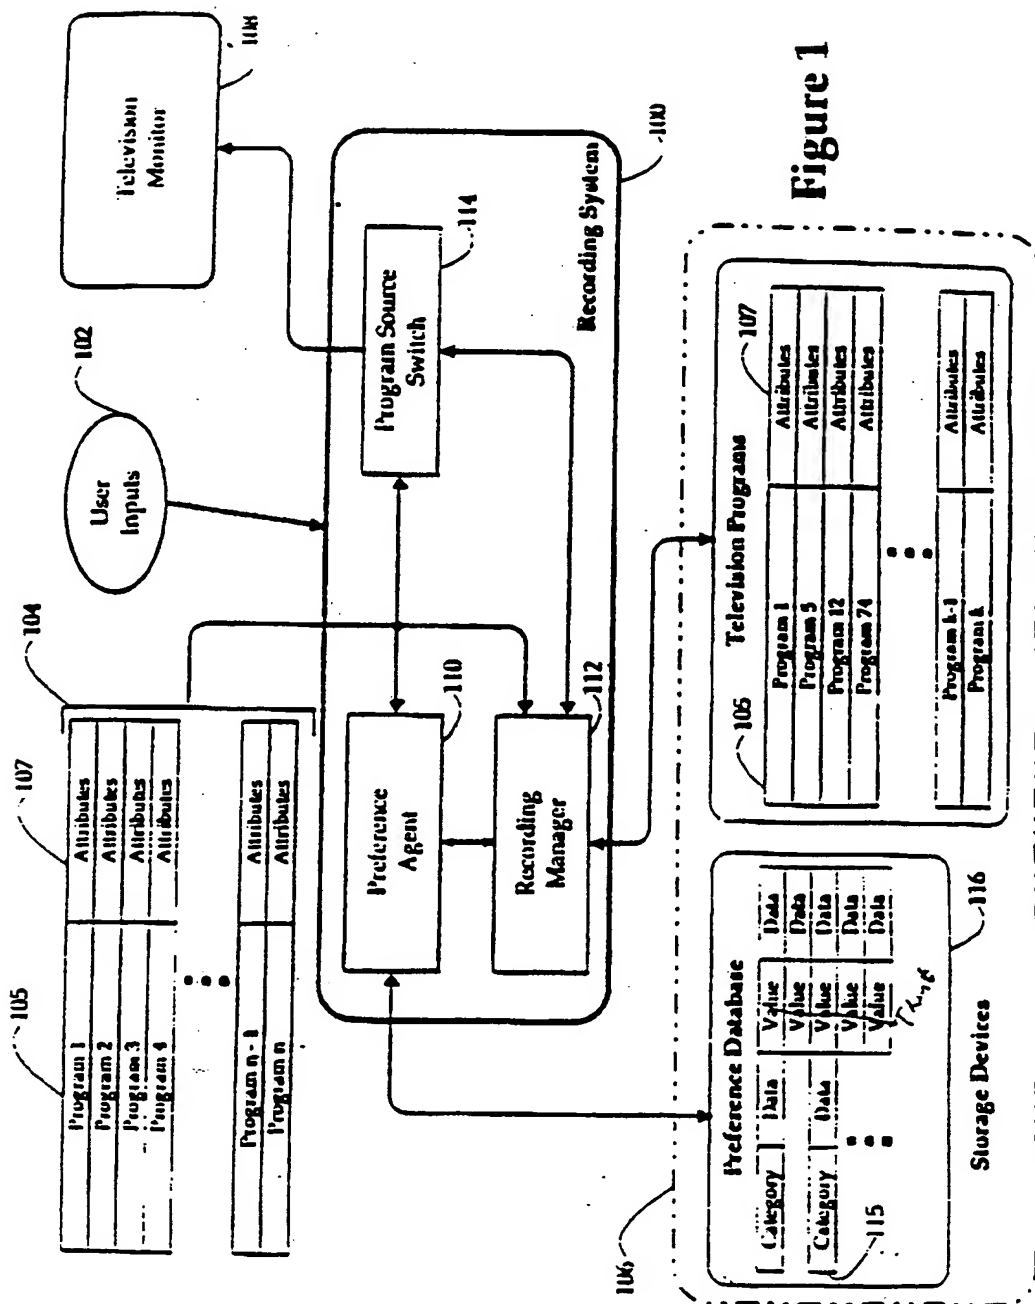 105
107
104
Program 1 Attributes
Program 2 Attributes
Program 3 Attributes
Program 4 Attributes
Program n - 1 Attributes
Program n Attributes
User
Inputs
102
Television
Monitor
108
Preference
Agent
110
Recording
Manager
112
Program Source
Switch
114
Recording System
100
106
Preference Database
Category Data Value Data
Value Data
Category Data Value Data
Value Data
Value Data
115
116
Storage Devices
Television Programs
105
107
Program 1 Attributes
Program 5 Attributes
Program 12 Attributes
Program 74 Attributes
Program k-1 Attributes
Program k Attributes
Figure 1